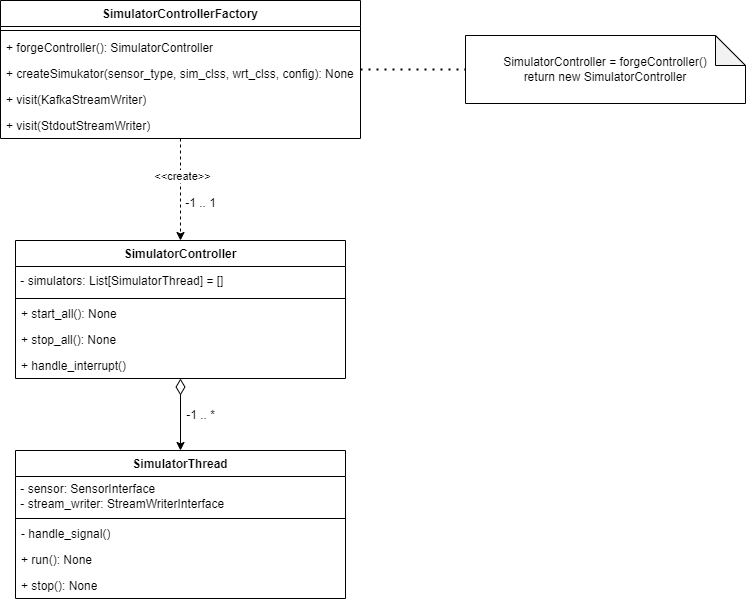 SimulatorControllerFactory
+ forgeController(): SimulatorController
+ createSimukator(sensor_type, sim_clss, wrt_clss, config): None
+ visit(KafkaStreamWriter)
+ visit(StdoutStreamWriter)
SimulatorController = forgeController()
return new SimulatorController
<<create>>
-1 .. 1
SimulatorController
- simulators: List[SimulatorThread] = []
+ start_all(): None
+ stop_all(): None
+ handle_interrupt()
-1 .. *
SimulatorThread
- sensor: SensorInterface
- stream_writer: StreamWriterInterface
- handle_signal()
+ run(): None
+ stop(): None